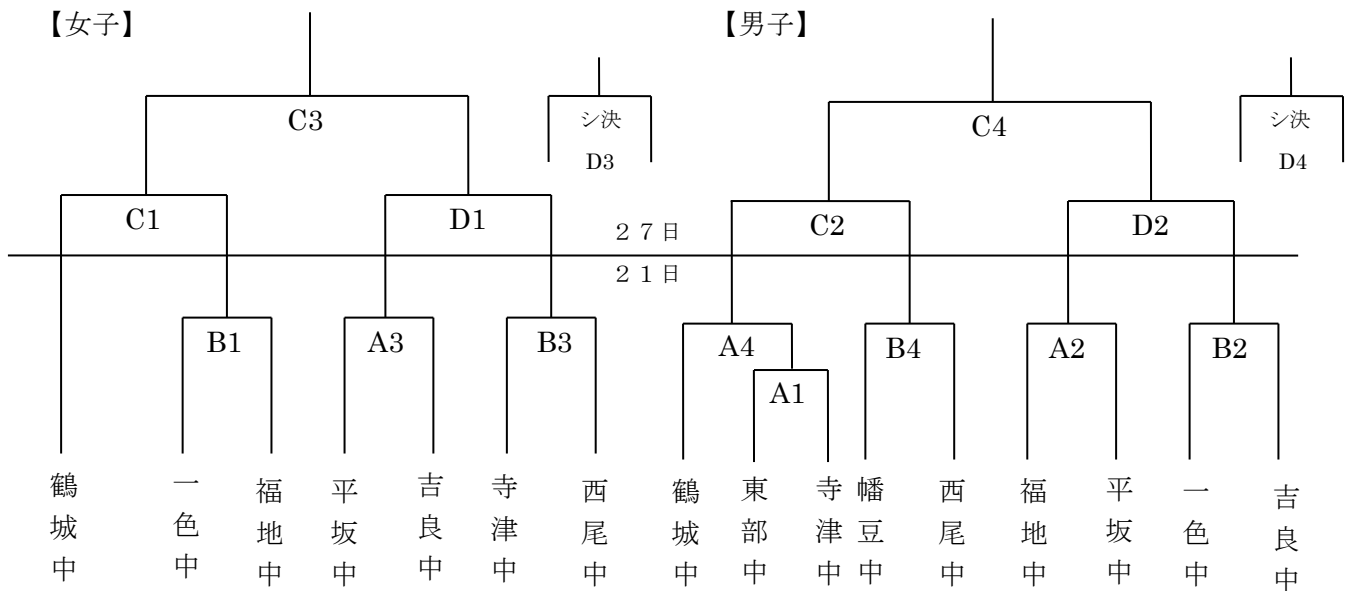 【女子】
【男子】
C3
シ決
D3
C4
シ決
D4
C1
D1
２７日
C2
D2
２１日
B1
A3
B3
A4
B4
A2
B2
A1
鶴城中
一色中
福地中
平坂中
吉良中
寺津中
西尾中
鶴城中
東部中
寺津中
幡豆中
西尾中
福地中
平坂中
一色中
吉良中